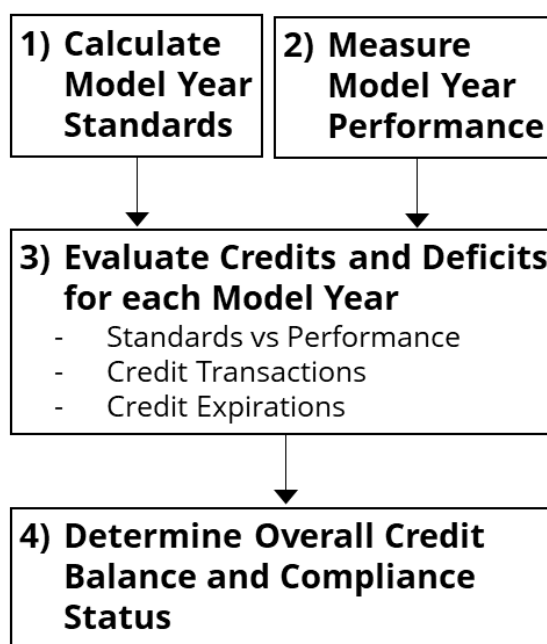 1) Calculate
Model Year
Standards
2) Measure
Model Year
Performance
3) Evaluate Credits and Deficits
for each Model Year
- Standards vs Performance
- Credit Transactions
- Credit Expirations
4) Determine Overall Credit
Balance and Compliance
Status